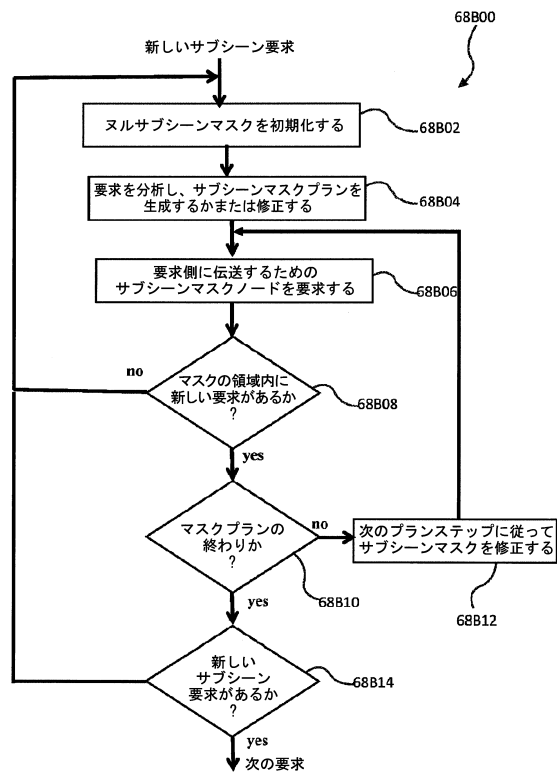 68B00
新しいサブシーン要求
ヌルサブシーンマスクを初期化する
68B02
要求を分析し、サブシーンマスクプランを
生成するかまたは修正する
68B04
要求側に伝送するための
サブシーンマスクノードを要求する
68B06
no
マスクの領域内に
新しい要求があるか
?
68B08
yes
マスクプランの
終わりか
?
no
68B10
次のプランステップに従って
サブシーンマスクを修正する
68B12
yes
新しい
サブシーン
要求があるか
?
68B14
yes
次の要求